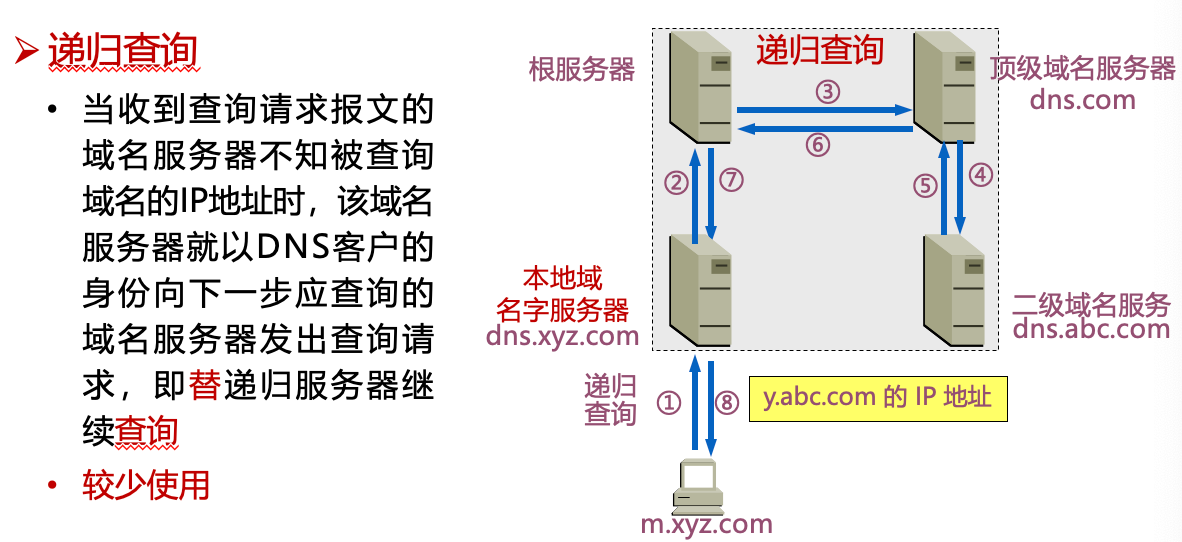 ➢ 递归查询
• 当收到查询请求报文的
域名服务器不知被查询
域名的IP地址时，该域名
服务器就以DNS客户的
身份向下一步应查询的
域名服务器发出查询请
求，即替递归服务器继
续查询
• 较少使用
递归查询
根服务器
顶级域名服务器
dns.com
③
⑥
②
⑦
⑤
④
本地域
名字服务器
dns.xyz.com
二级域名服务
dns.abc.com
递归
查询
①
⑧
y.abc.com 的 IP 地址
m.xyz.com